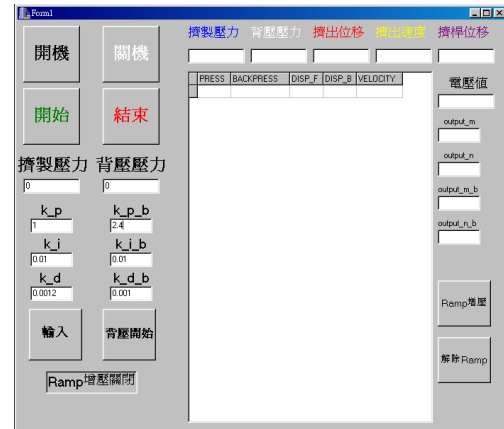 Form1
開機
關機
開始
結束
擠製壓力
背壓壓力
0
0
k_p
k_p_b
1
2.4
k_i
k_i_b
0.01
0.01
k_d
k_d_b
0.0012
0.001
輸入
背壓開始
Ramp增壓關閉
擠製壓力
背壓壓力
擠出位移
擠出速度
擠桿位移
PRESS BACKPRESS DISP_F DISP_B VELOCITY
電壓值
output_m
output_n
output_m_b
output_n_b
Ramp增壓
解除Ramp